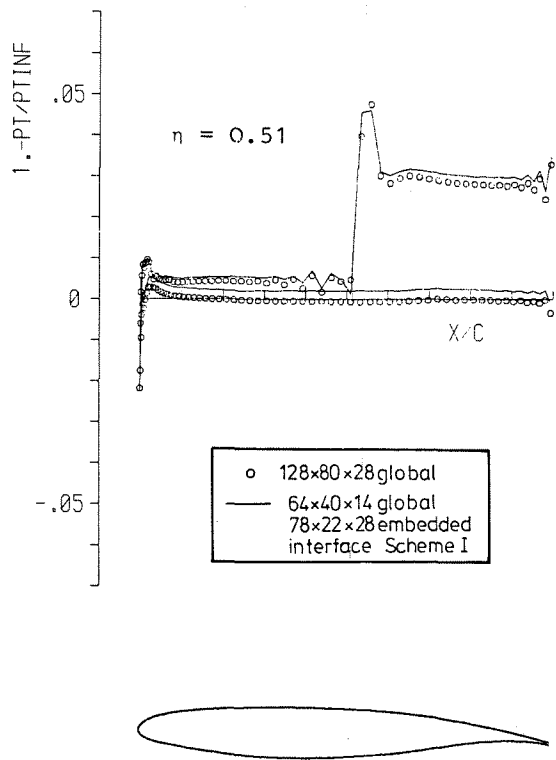 1.-PT/PTINF
.05
η = 0.51
0
X/C
-.05
128×80×28 global
64×40×14 global
78×22×28 embedded
interface Scheme I